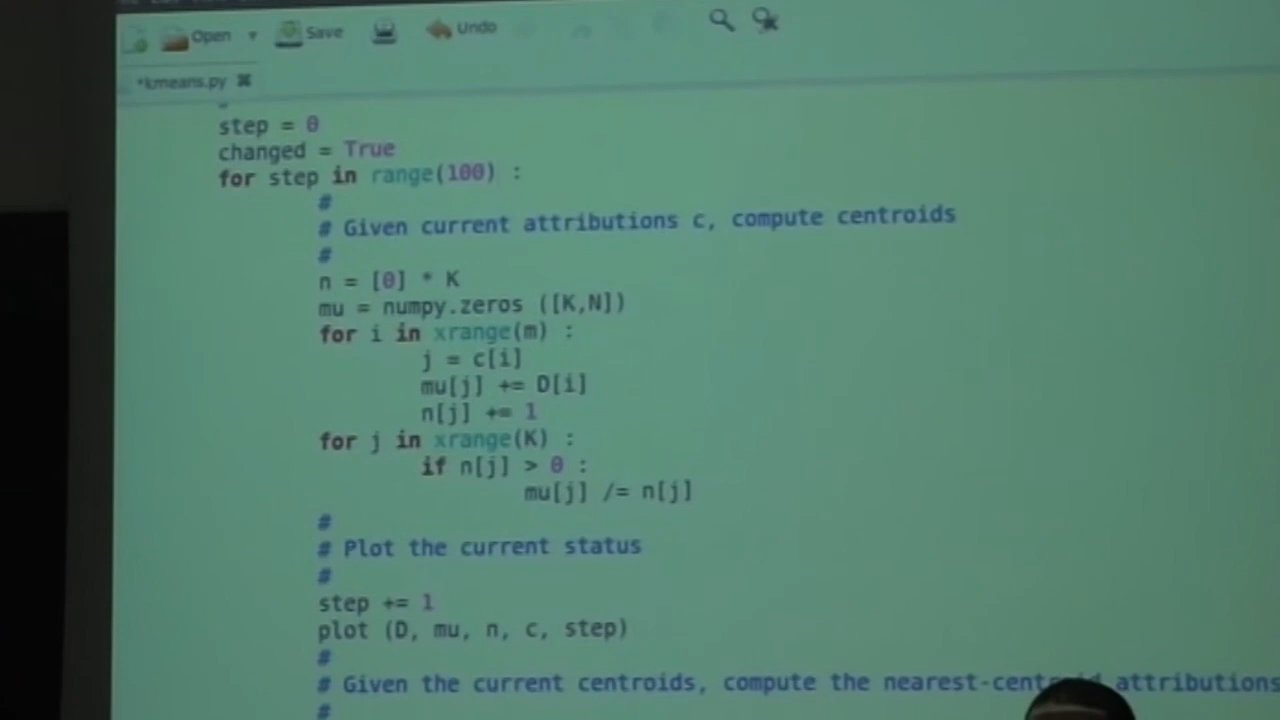 Open Save Undo
*kmeans.py
step = 0
changed = True
for step in range(100) :
#
# Given current attributions c, compute centroids
#
n = [0] * K
mu = numpy.zeros ([K,N])
for i in xrange(m) :
j = c[i]
mu[j] += D[i]
n[j] += 1
for j in xrange(K) :
if n[j] > 0 :
mu[j] /= n[j]
#
# Plot the current status
#
step += 1
plot (D, mu, n, c, step)
#
# Given the current centroids, compute the nearest-centroid attributions
#